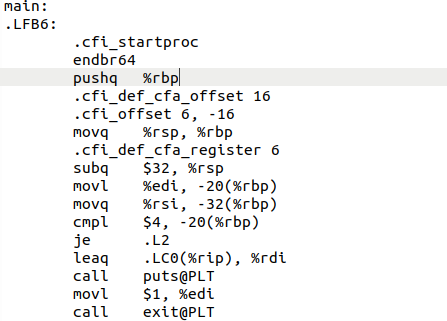 main:
.LFB6:
.cfi_startproc
endbr64
pushq %rbp
.cfi_def_cfa_offset 16
.cfi_offset 6, -16
movq %rsp, %rbp
.cfi_def_cfa_register 6
subq $32, %rsp
movl %edi, -20(%rbp)
movq %rsi, -32(%rbp)
cmpl $4, -20(%rbp)
je .L2
leaq .LC0(%rip), %rdi
call puts@PLT
movl $1, %edi
call exit@PLT